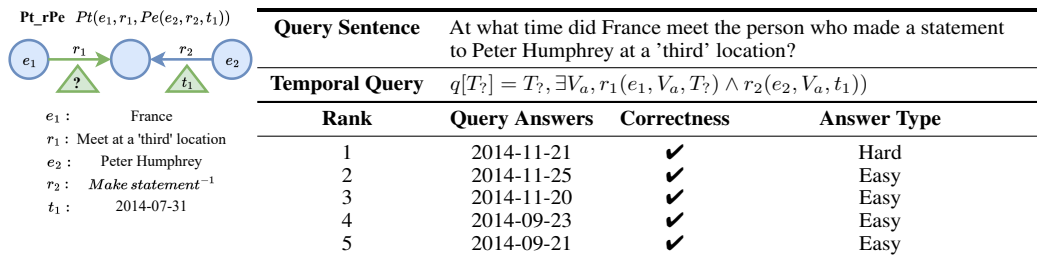 Pt_rPe Pt(e₁, r₁, Pe(e₂, r₂, t₁))
e₁ r₁ r₂ e₂
? t₁
e₁ : France
r₁ : Meet at a 'third' location
e₂ : Peter Humphrey
r₂ : Make statement⁻¹
t₁ : 2014-07-31
Query Sentence At what time did France meet the person who made a statement
to Peter Humphrey at a 'third' location?
Temporal Query q[T?] = T?, ∃Vₐ, r₁(e₁, Vₐ, T?) ∧ r₂(e₂, Vₐ, t₁))
Rank Query Answers Correctness Answer Type
1 2014-11-21 ✔ Hard
2 2014-11-25 ✔ Easy
3 2014-11-20 ✔ Easy
4 2014-09-23 ✔ Easy
5 2014-09-21 ✔ Easy